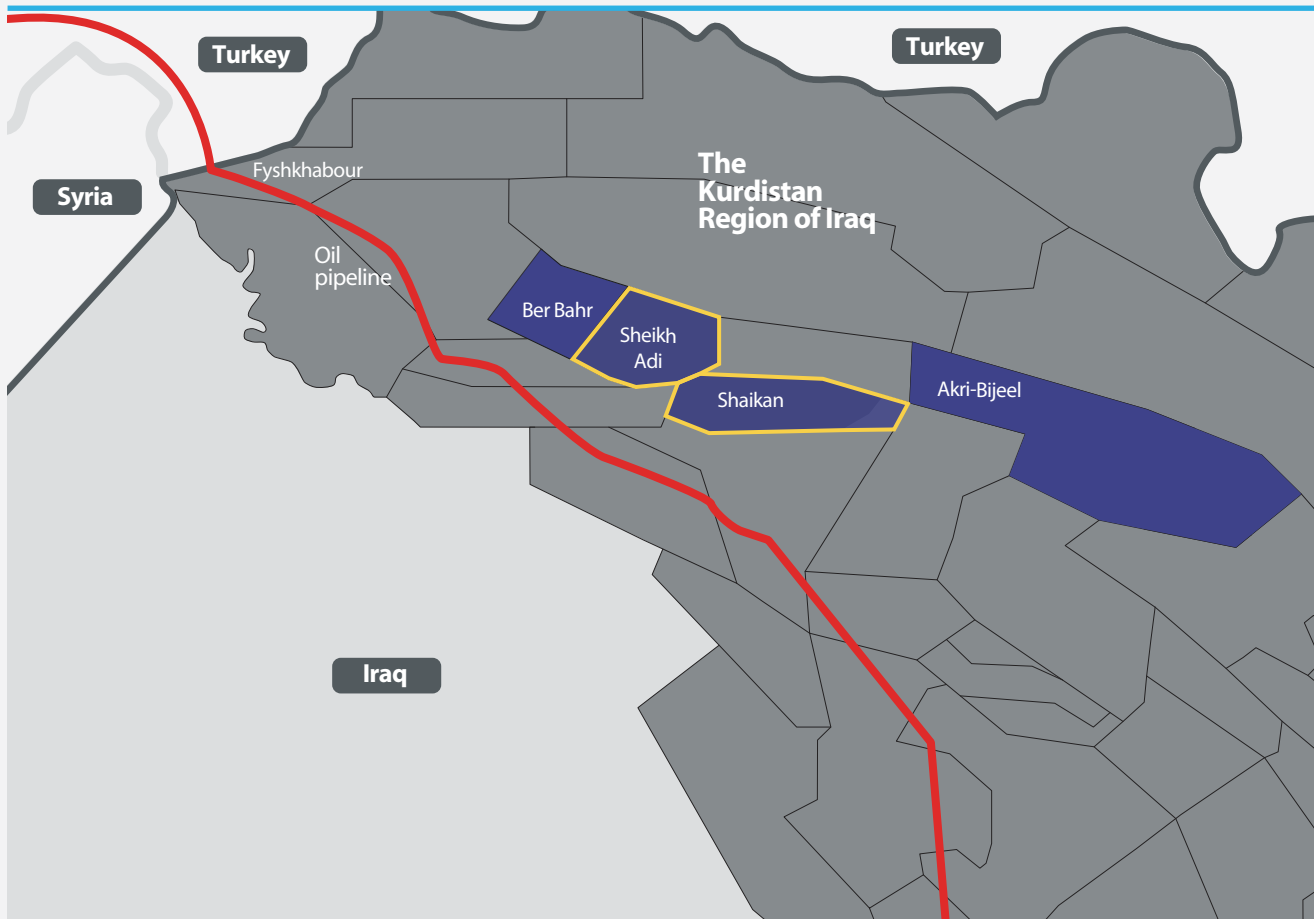 Turkey
Turkey
The
Kurdistan
Region of Iraq
Fyshkhabour
Syria
Oil
pipeline
Ber Bahr
Sheikh
Adi
Shaikan
Akri-Bijeel
Iraq